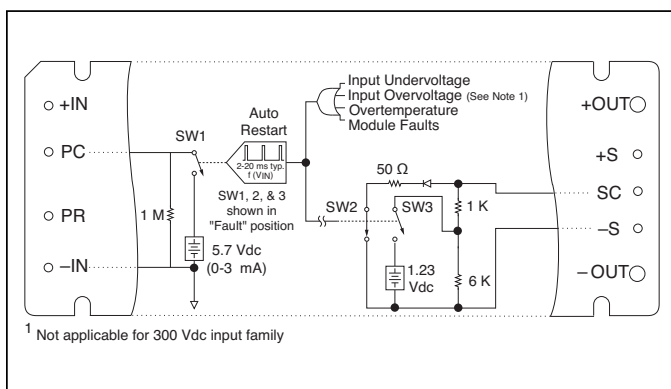 +IN
PC
PR
–IN
SW1
1 M
5.7 Vdc
(0-3 mA)
Auto
Restart
2-20 ms typ.
f (VIN)
SW1, 2, & 3
shown in
"Fault" position
Input Undervoltage
Input Overvoltage (See Note 1)
Overtemperature
Module Faults
50 Ω
SW2
SW3
1 K
1.23
Vdc
6 K
+OUT
+S
SC
–S
–OUT
1 Not applicable for 300 Vdc input family